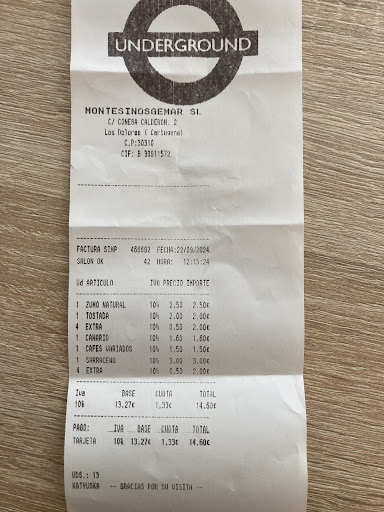 UNDERGROUND
MONTESINOSGEMAR SL
C/ CONESA CALDERON, 2
Los Dolores ( Cartagena)
C.P:30310
CIF: B 30911572
FACTURA SIMP 460692 FECHA:22/09/2024
SALON OK 42 HORA: 12:15:24
Ud ARTICULO IVA PRECIO IMPORTE
1 ZUMO NATURAL 10% 2.50 2.50€
1 TOSTADA 10% 2.00 2.00€
4 EXTRA 10% 0.50 2.00€
1 CANARIO 10% 1.60 1.60€
1 CAFES VARIADOS 10% 1.50 1.50€
1 SARRACENO 10% 3.00 3.00€
4 EXTRA 10% 0.50 2.00€
Iva BASE CUOTA TOTAL
10% 13,27€ 1,33€ 14,60€
PAGO: IVA BASE CUOTA TOTAL
TARJETA 10% 13,27€ 1,33€ 14,60€
UDS.: 13
KATYUSKA -- GRACIAS POR SU VISITA --